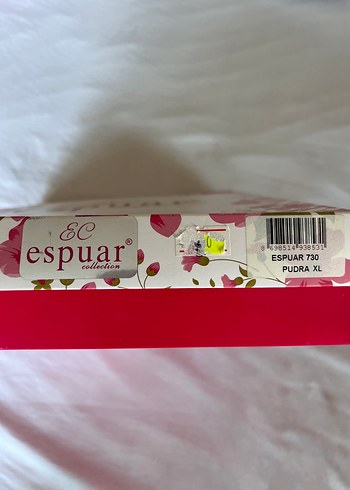 EC
espuar®
collection
8 698514 938531
ESPUAR 730
PUDRA XL